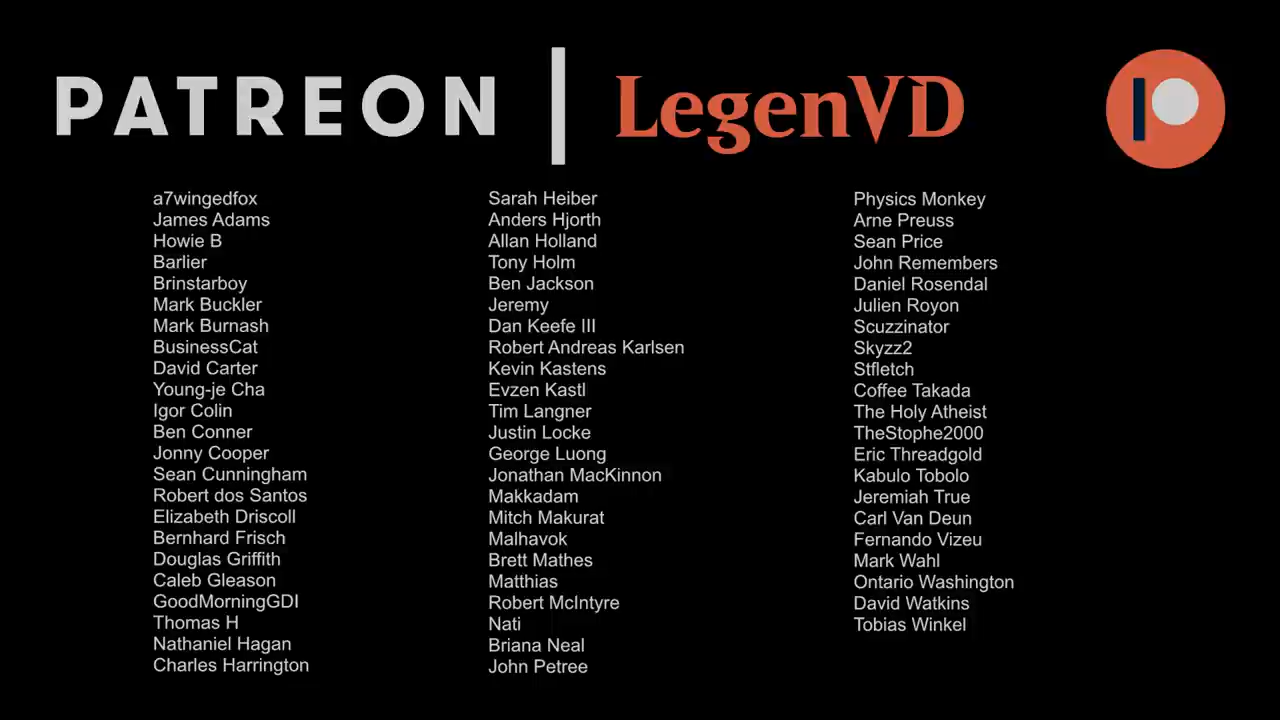 PATREON | LegenVD
a7wingedfox
James Adams
Howie B
Barlier
Brinstarboy
Mark Buckler
Mark Burnash
BusinessCat
David Carter
Young-je Cha
Igor Colin
Ben Conner
Jonny Cooper
Sean Cunningham
Robert dos Santos
Elizabeth Driscoll
Bernhard Frisch
Douglas Griffith
Caleb Gleason
GoodMorningGDI
Thomas H
Nathaniel Hagan
Charles Harrington
Sarah Heiber
Anders Hjorth
Allan Holland
Tony Holm
Ben Jackson
Jeremy
Dan Keefe III
Robert Andreas Karlsen
Kevin Kastens
Evzen Kastl
Tim Langner
Justin Locke
George Luong
Jonathan MacKinnon
Makkadam
Mitch Makurat
Malhavok
Brett Mathes
Matthias
Robert McIntyre
Nati
Briana Neal
John Petree
Physics Monkey
Arne Preuss
Sean Price
John Remembers
Daniel Rosendal
Julien Royon
Scuzzinator
Skyzz2
Stfletch
Coffee Takada
The Holy Atheist
TheStophe2000
Eric Threadgold
Kabulo Tobolo
Jeremiah True
Carl Van Deun
Fernando Vizeu
Mark Wahl
Ontario Washington
David Watkins
Tobias Winkel